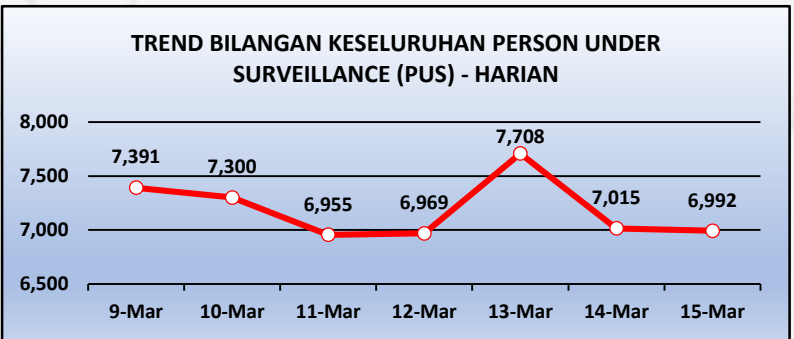 TREND BILANGAN KESELURUHAN PERSON UNDER
SURVEILLANCE (PUS) - HARIAN
8,000
7,500
7,000
6,500
7,391
7,300
6,955
6,969
7,708
7,015
6,992
9-Mar
10-Mar
11-Mar
12-Mar
13-Mar
14-Mar
15-Mar